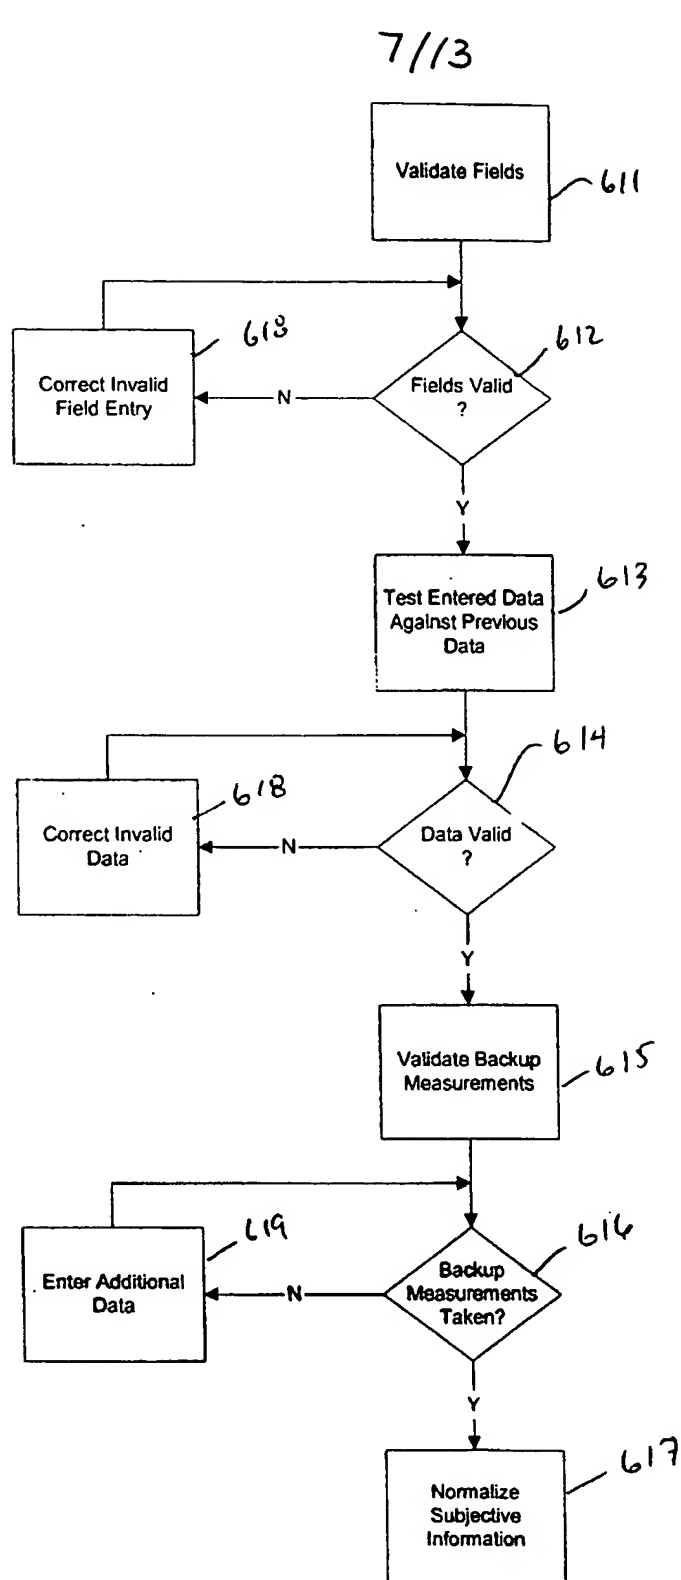 7/13
Validate Fields
611
618
612
Correct Invalid
Field Entry
N
Fields Valid
?
Y
613
Test Entered Data
Against Previous
Data
614
618
Correct Invalid
Data
N
Data Valid
?
Y
615
Validate Backup
Measurements
619
616
Enter Additional
Data
N
Backup
Measurements
Taken?
Y
617
Normalize
Subjective
Information